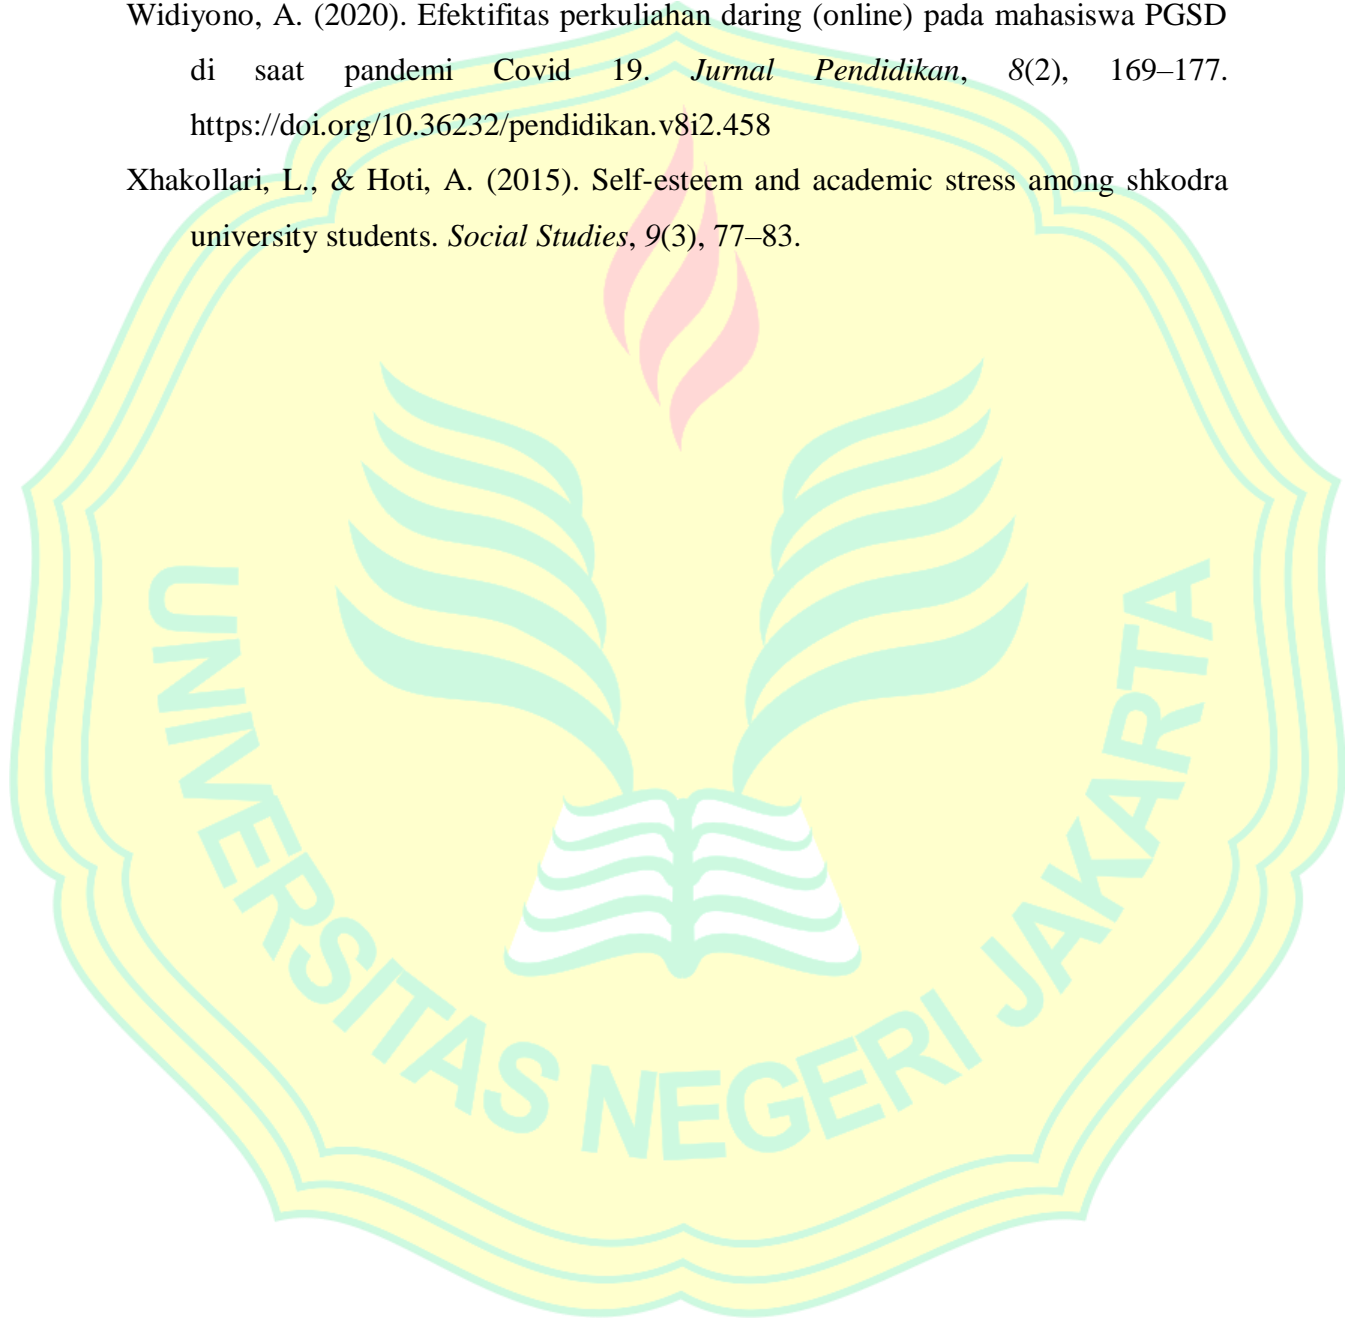 Widiyono, A. (2020). Efektifitas perkuliahan daring (online) pada mahasiswa PGSD
di saat pandemi Covid 19. Jurnal Pendidikan, 8(2), 169–177.
https://doi.org/10.36232/pendidikan.v8i2.458
Xhakollari, L., & Hoti, A. (2015). Self-esteem and academic stress among shkodra
university students. Social Studies, 9(3), 77–83.
UNIVERSITAS NEGERI JAKARTA